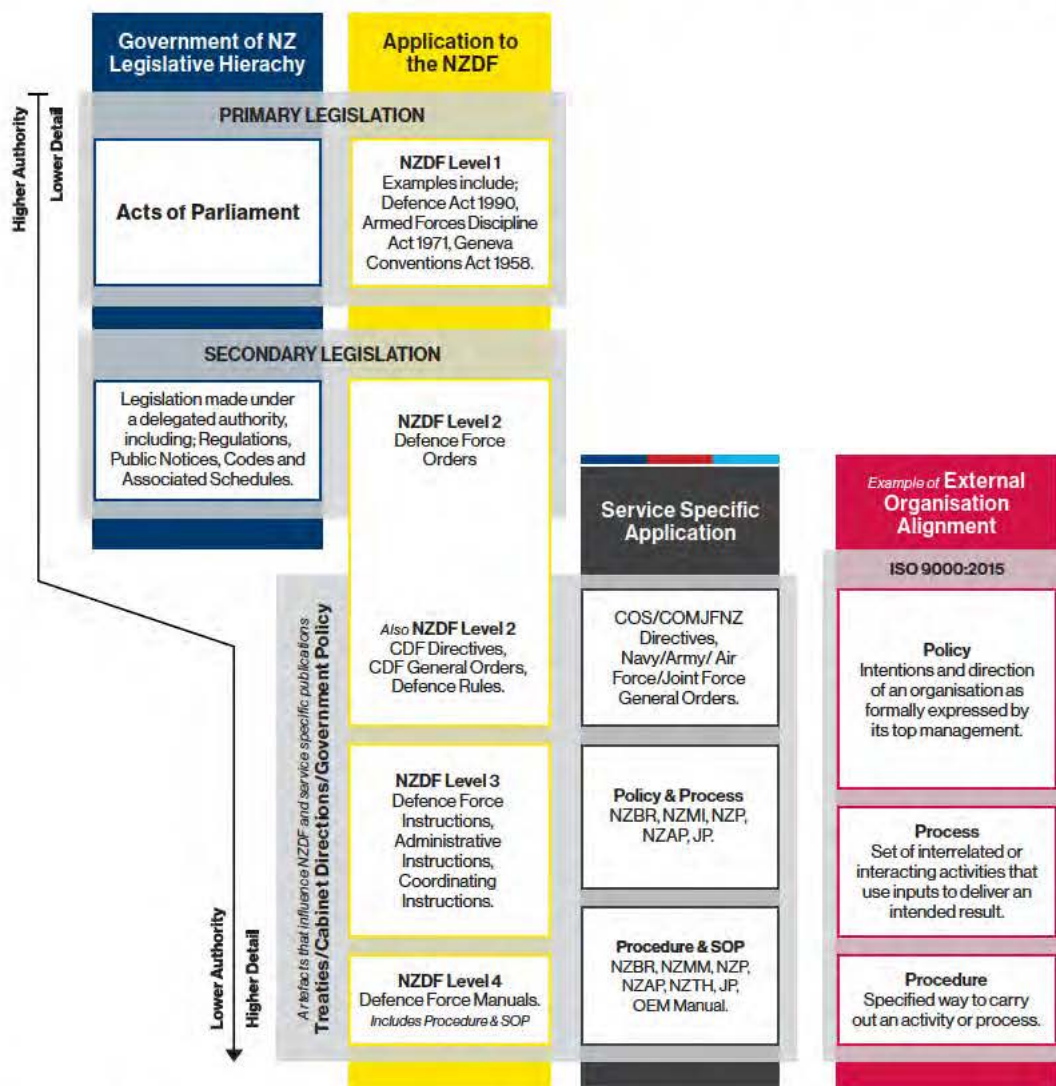 Government of NZ
Legislative Hierachy
Application to
the NZDF
Higher Authority
Lower Detail
PRIMARY LEGISLATION
Acts of Parliament
NZDF Level 1
Examples include;
Defence Act 1990,
Armed Forces Discipline
Act 1971, Geneva
Conventions Act 1958.
SECONDARY LEGISLATION
Legislation made under
a delegated authority,
including; Regulations,
Public Notices, Codes and
Associated Schedules.
NZDF Level 2
Defence Force
Orders
Service Specific
Application
Example of External
Organisation
Alignment
ISO 9000:2015
Artefacts that influence NZDF and service specific publications
Treaties/Cabinet Directions/Government Policy
Also NZDF Level 2
CDF Directives,
CDF General Orders,
Defence Rules.
COS/COMJFNZ
Directives,
Navy/Army/ Air
Force/Joint Force
General Orders.
Policy
Intentions and direction
of an organisation as
formally expressed by
its top management.
NZDF Level 3
Defence Force
Instructions,
Administrative
Instructions,
Coordinating
Instructions.
Policy & Process
NZBR, NZMI, NZP,
NZAP, JP.
Process
Set of interrelated or
interacting activities that
use inputs to deliver an
intended result.
Lower Authority
Higher Detail
NZDF Level 4
Defence Force Manuals.
Includes Procedure & SOP
Procedure & SOP
NZBR, NZMM, NZP,
NZAP, NZTH, JP,
OEM Manual.
Procedure
Specified way to carry
out an activity or process.